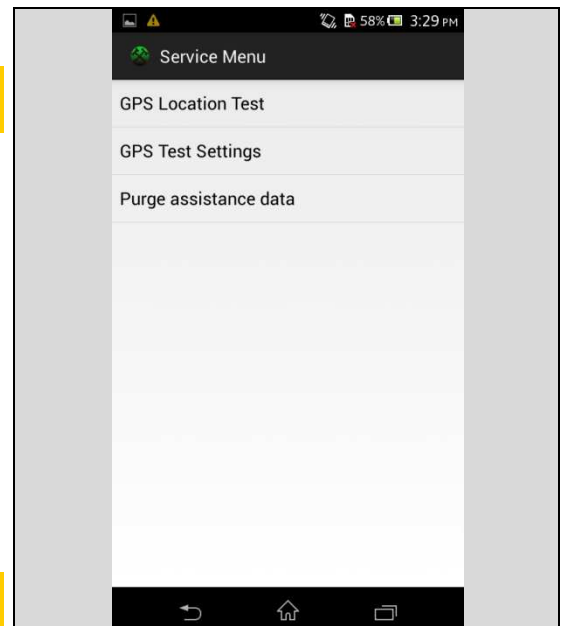 58% 3:29 PM
Service Menu
GPS Location Test
GPS Test Settings
Purge assistance data